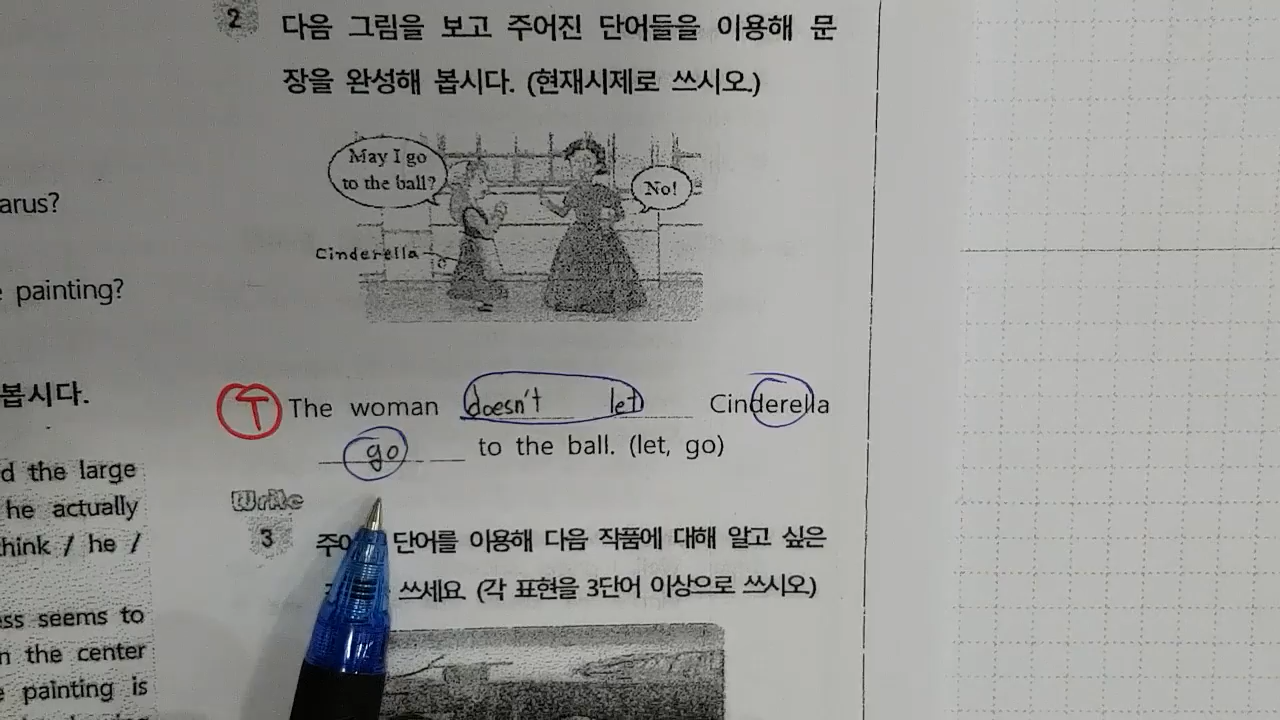 2 다음 그림을 보고 주어진 단어들을 이용해 문
장을 완성해 봅시다. (현재시제로 쓰시오.)
May I go
to the ball?
No!
Cinderella
arus?
painting?
봅시다.
T The woman doesn't let Cinderella
go to the ball. (let, go)
d the large
he actually
think / he /
ess seems to
n the center
painting is
Write
3 단어를 이용해 다음 작품에 대해 알고 싶은
쓰세요. (각 표현을 3단어 이상으로 쓰시오.)